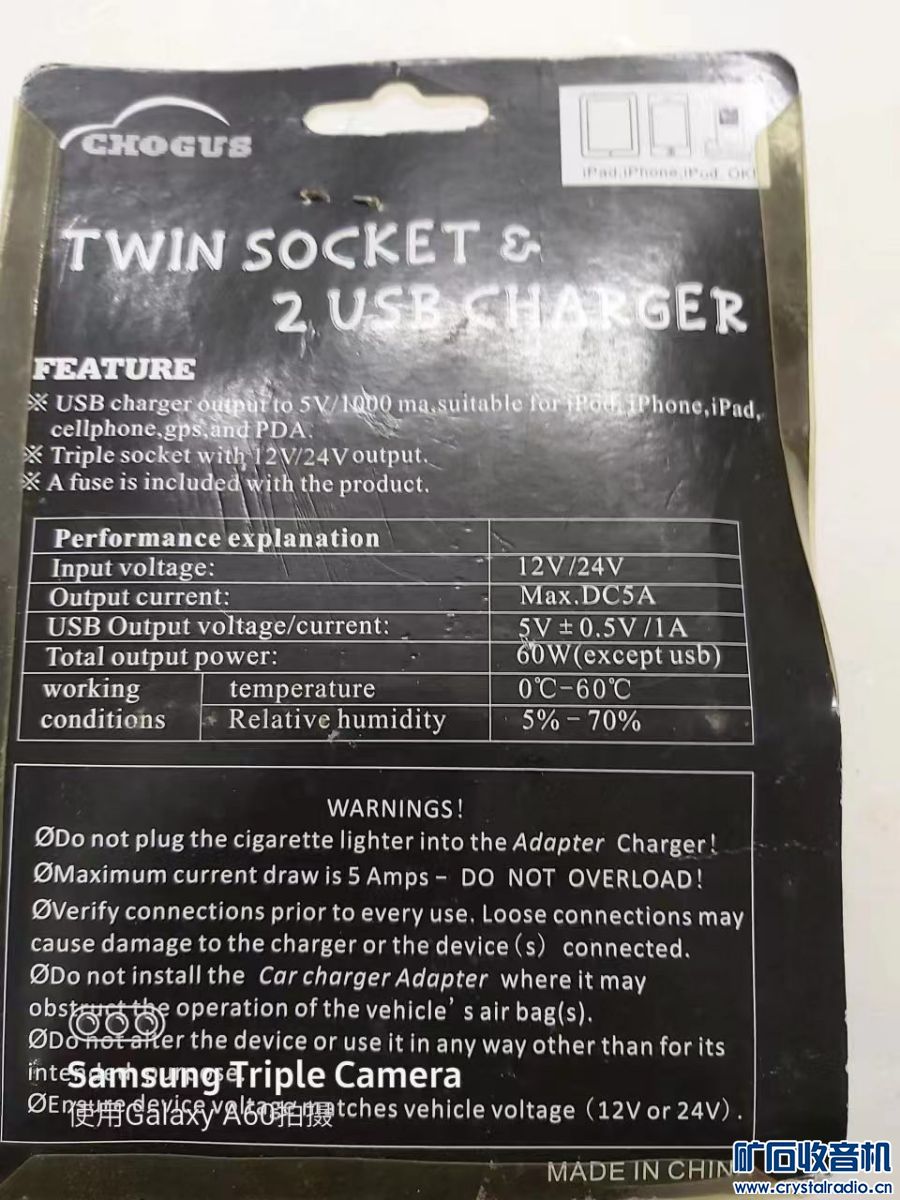 CHOGUS
iPad,iPhone,iPod, OK!
TWIN SOCKET &
2 USB CHARGER
FEATURE
※ USB charger output to 5V/1000 ma,suitable for iPod, iPhone,iPad,
cellphone,gps,and PDA.
※ Triple socket with 12V/24V output.
※ A fuse is included with the product.
Performance explanation
Input voltage: 12V/24V
Output current: Max.DC5A
USB Output voltage/current: 5V±0.5V/1A
Total output power: 60W(except usb)
working temperature 0℃-60℃
conditions Relative humidity 5%-70%
WARNINGS!
ØDo not plug the cigarette lighter into the Adapter Charger!
ØMaximum current draw is 5 Amps – DO NOT OVERLOAD!
ØVerify connections prior to every use. Loose connections may
cause damage to the charger or the device(s) connected.
ØDo not install the Car charger Adapter where it may
obstruct the operation of the vehicle's air bag(s).
ØDo not alter the device or use it in any way other than for its
intended purpose.
Samsung Triple Camera
ØEnsure device voltage matches vehicle voltage (12V or 24V).
使用Galaxy A60拍摄
MADE IN CHIN
矿石收音机
www.crystalradio.cn